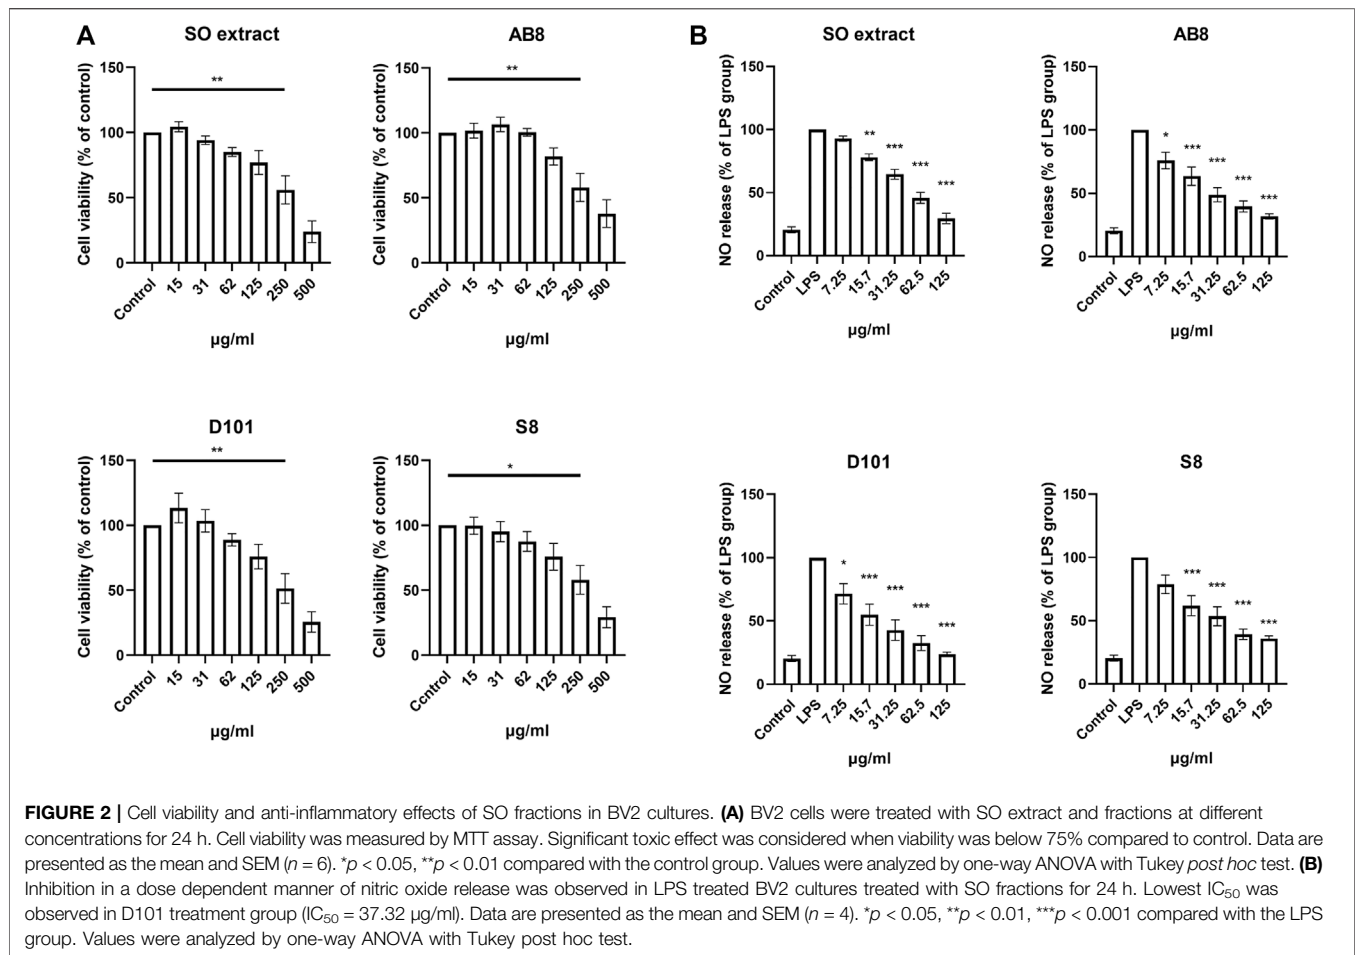 A
SO extract
Cell viability (% of control)
150
100
50
0
**
Control
15
31
62
125
250
500
µg/ml
AB8
Cell viability (% of control)
150
100
50
0
**
Control
15
31
62
125
250
500
µg/ml
D101
Cell viability (% of control)
150
100
50
0
**
Control
15
31
62
125
250
500
µg/ml
S8
Cell viability (% of control)
150
100
50
0
*
Control
15
31
62
125
250
500
µg/ml
B
SO extract
NO release (% of LPS group)
150
100
50
0
**
***
***
***
Control
LPS
7.25
15.7
31.25
62.5
125
µg/ml
AB8
NO release (% of LPS group)
150
100
50
0
*
***
***
***
***
Control
LPS
7.25
15.7
31.25
62.5
125
µg/ml
D101
NO release (% of LPS group)
150
100
50
0
*
***
***
***
***
Control
LPS
7.25
15.7
31.25
62.5
125
µg/ml
S8
NO release (% of LPS group)
150
100
50
0
***
***
***
***
Control
LPS
7.25
15.7
31.25
62.5
125
µg/ml
FIGURE 2 | Cell viability and anti-inflammatory effects of SO fractions in BV2 cultures. (A) BV2 cells were treated with SO extract and fractions at different
concentrations for 24 h. Cell viability was measured by MTT assay. Significant toxic effect was considered when viability was below 75% compared to control. Data are
presented as the mean and SEM (n = 6). *p < 0.05, **p < 0.01 compared with the control group. Values were analyzed by one-way ANOVA with Tukey post hoc test. (B)
Inhibition in a dose dependent manner of nitric oxide release was observed in LPS treated BV2 cultures treated with SO fractions for 24 h. Lowest IC50 was
observed in D101 treatment group (IC50 = 37.32 µg/ml). Data are presented as the mean and SEM (n = 4). *p < 0.05, **p < 0.01, ***p < 0.001 compared with the LPS
group. Values were analyzed by one-way ANOVA with Tukey post hoc test.